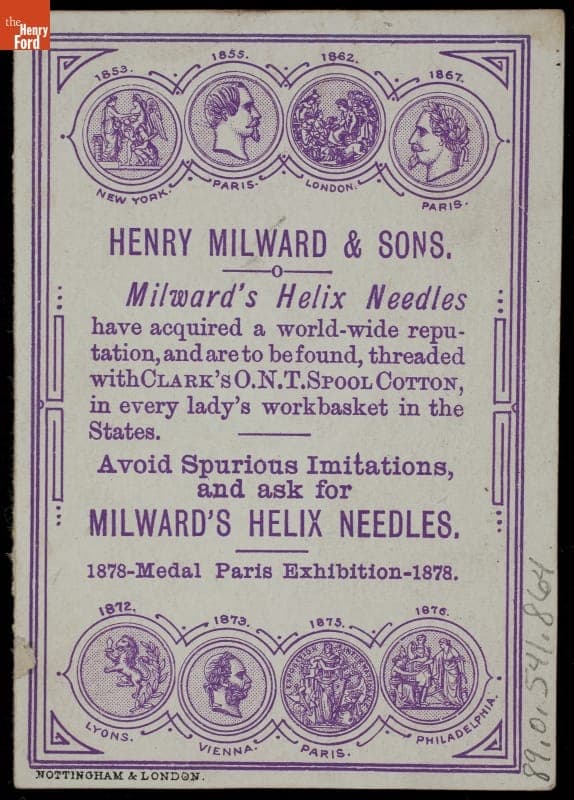 the
Henry
Ford
1853. 1855. 1862. 1867.
NEW YORK. PARIS. LONDON. PARIS.
HENRY MILWARD & SONS.
Milward's Helix Needles
have acquired a world-wide repu-
tation, and are to be found, threaded
with CLARK'S O.N.T. SPOOL COTTON,
in every lady's workbasket in the
States.
Avoid Spurious Imitations,
and ask for
MILWARD'S HELIX NEEDLES.
1878-Medal Paris Exhibition-1878.
1872. 1873. 1875. 1876.
LYONS. VIENNA. PARIS. PHILADELPHIA.
NOTTINGHAM & LONDON.
89.0.541.864